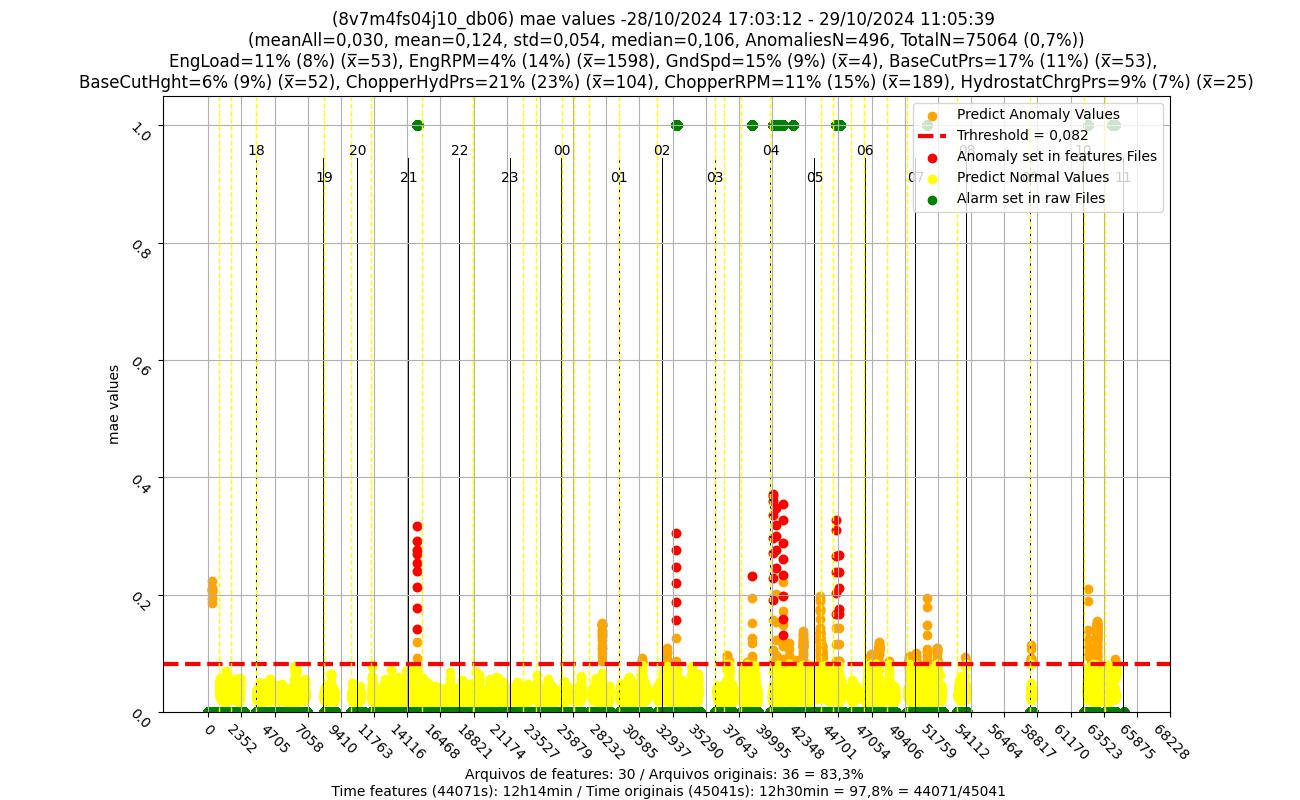 (8v7m4fs04j10_db06) mae values -28/10/2024 17:03:12 - 29/10/2024 11:05:39
(meanAll=0,030, mean=0,124, std=0,054, median=0,106, AnomaliesN=496, TotalN=75064 (0,7%))
EngLoad=11% (8%) (x̅=53), EngRPM=4% (14%) (x̅=1598), GndSpd=15% (9%) (x̅=4), BaseCutPrs=17% (11%) (x̅=53),
BaseCutHght=6% (9%) (x̅=52), ChopperHydPrs=21% (23%) (x̅=104), ChopperRPM=11% (15%) (x̅=189), HydrostatChrgPrs=9% (7%) (x̅=25)
Predict Anomaly Values
Trhreshold = 0,082
Anomaly set in features Files
Predict Normal Values
Alarm set in raw Files
18 20 22 00 02 04 06 08 10
19 21 23 01 03 05 07 11
1.0
0.8
0.6
0.4
0.2
0.0
mae values
0 2352 4705 7058 9410 11763 14116 16468 18821 21174 23527 25879 28232 30585 32937 35290 37643 39995 42348 44701 47054 49406 51759 54112 56464 58817 61170 63523 65875 68228
Arquivos de features: 30 / Arquivos originais: 36 = 83,3%
Time features (44071s): 12h14min / Time originais (45041s): 12h30min = 97,8% = 44071/45041